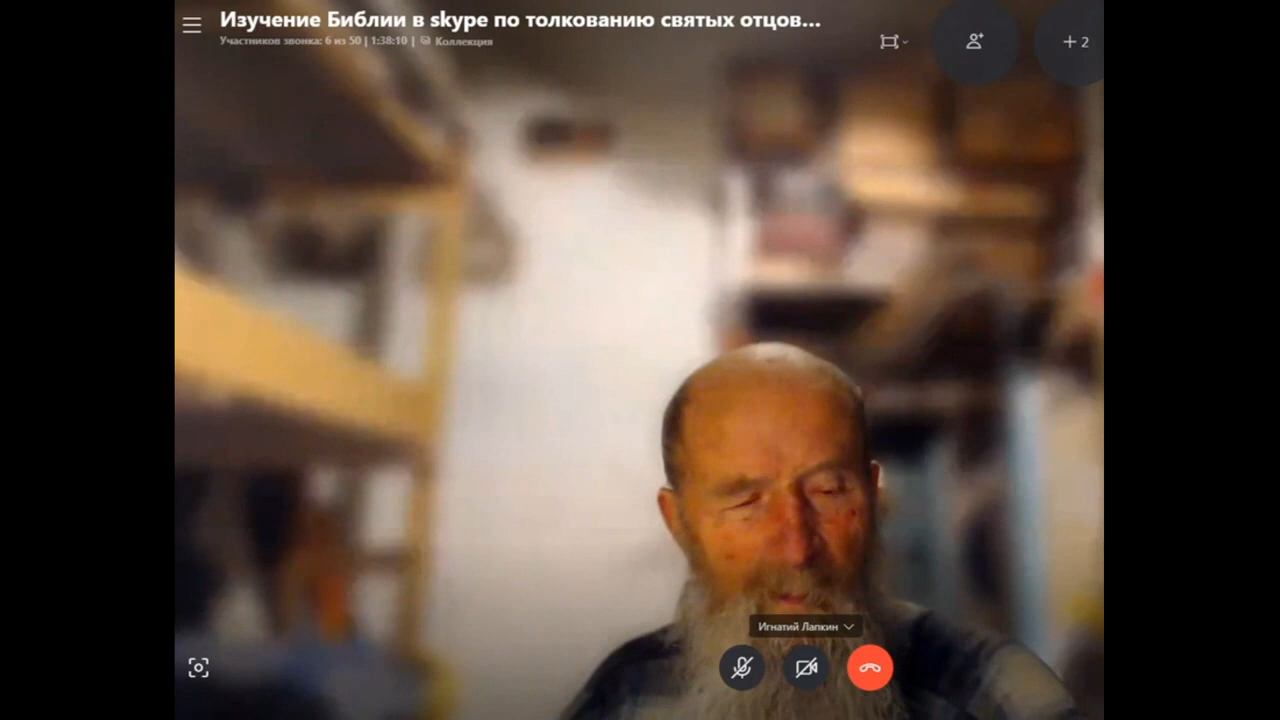 Изучение Библии в skype по толкованию святых отцов...
Участников звонка: 6 из 50 | 1:38:10 | Коллекция
+2
Игнатий Лапкин